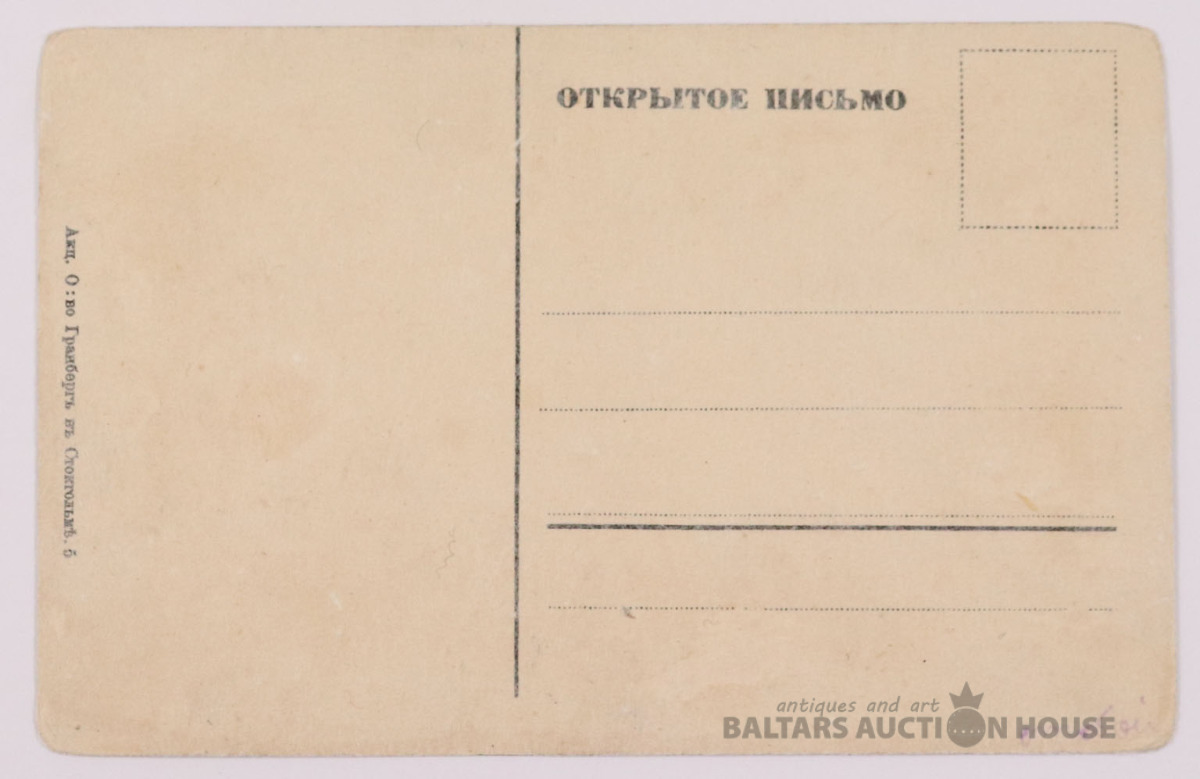 ОТКРЫТОЕ ПИСЬМО
Акц. О:во Гранбергъ въ Стокгольмѣ. 5
antiques and art
BALTARS AUCTION HOUSE